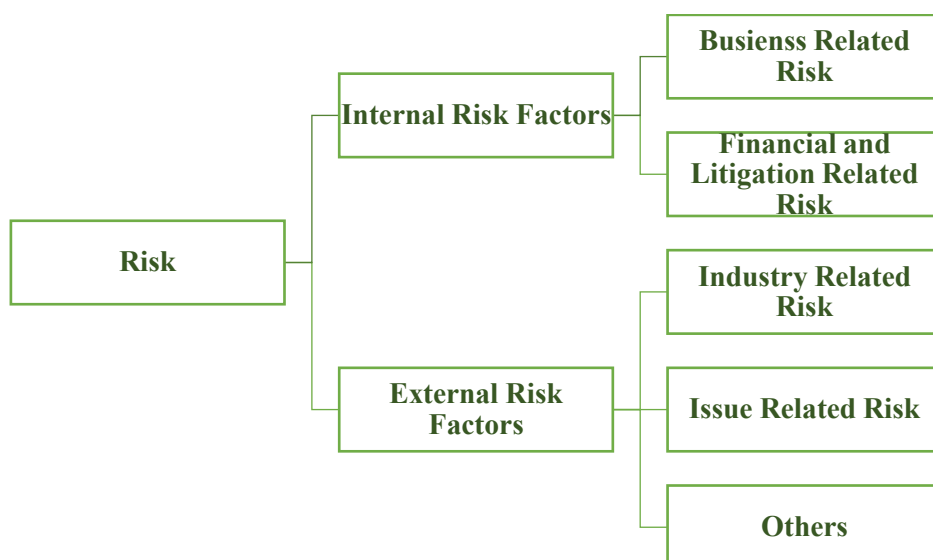 Risk
Internal Risk Factors
Busienss Related
Risk
Financial and
Litigation Related
Risk
External Risk
Factors
Industry Related
Risk
Issue Related Risk
Others